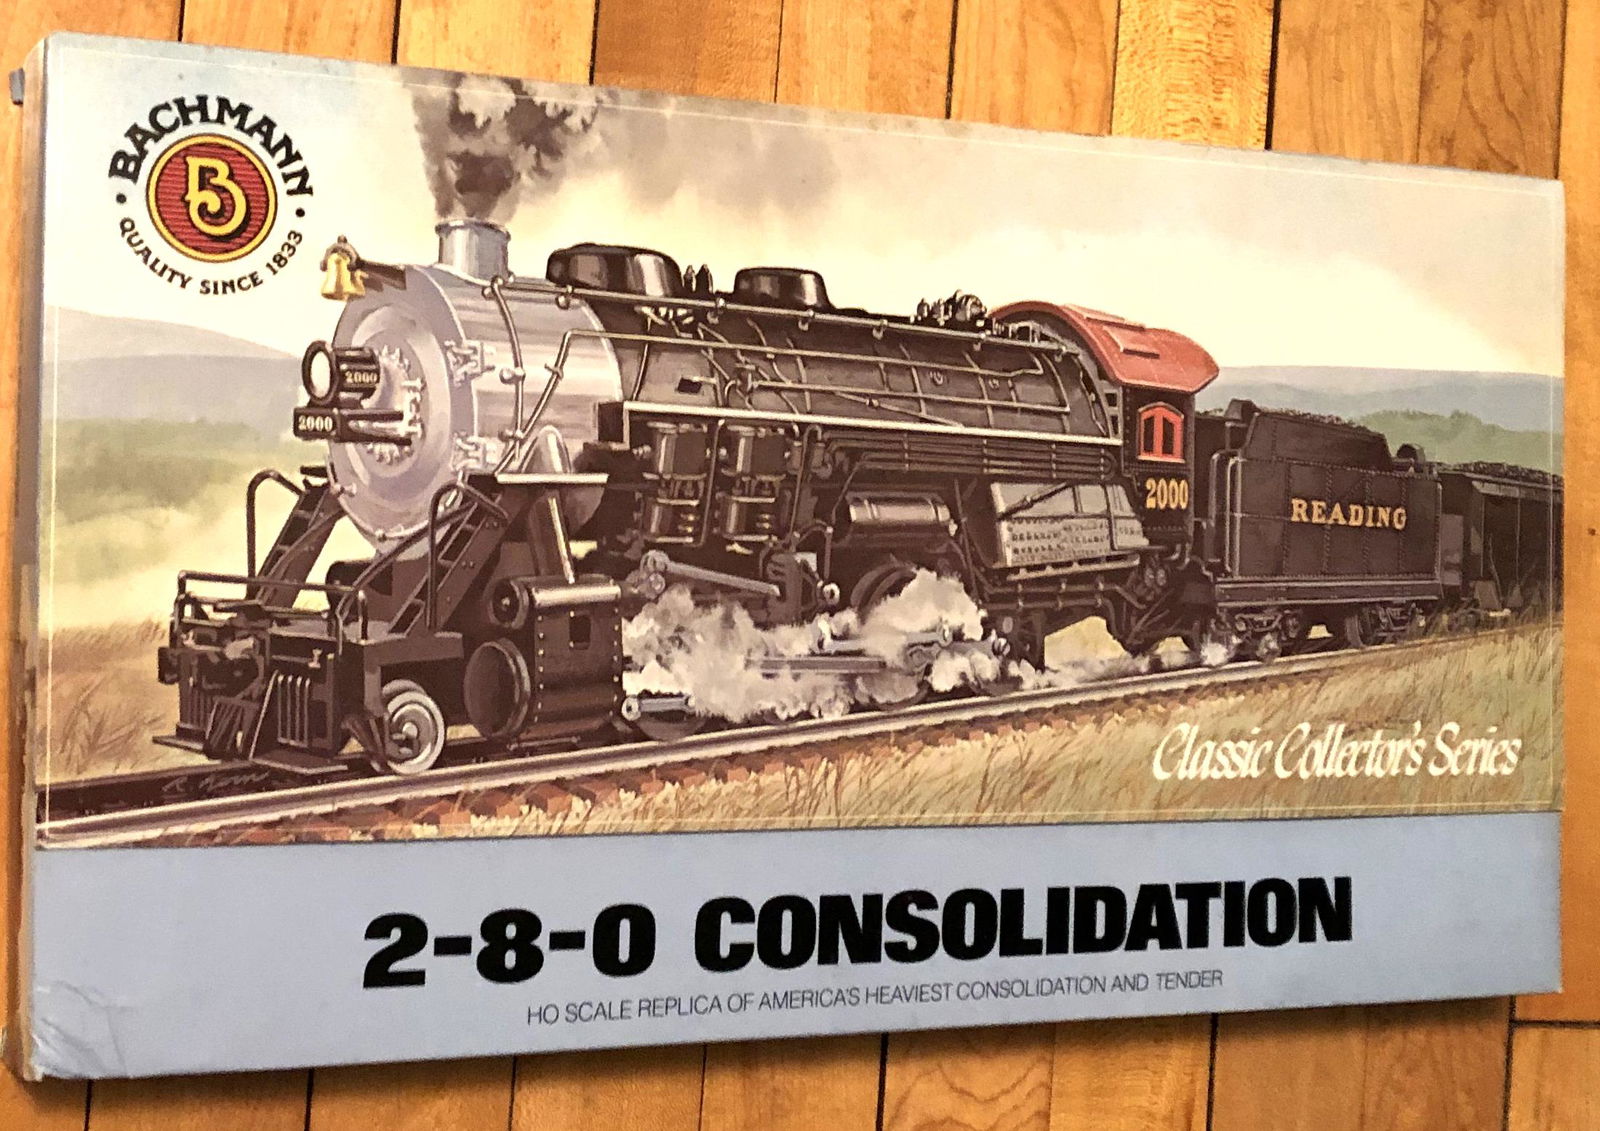 BACHMANN
B
• QUALITY SINCE 1833 •
2000
2000
2000
READING
Classic Collector's Series
2-8-0 CONSOLIDATION
HO SCALE REPLICA OF AMERICA'S HEAVIEST CONSOLIDATION AND TENDER